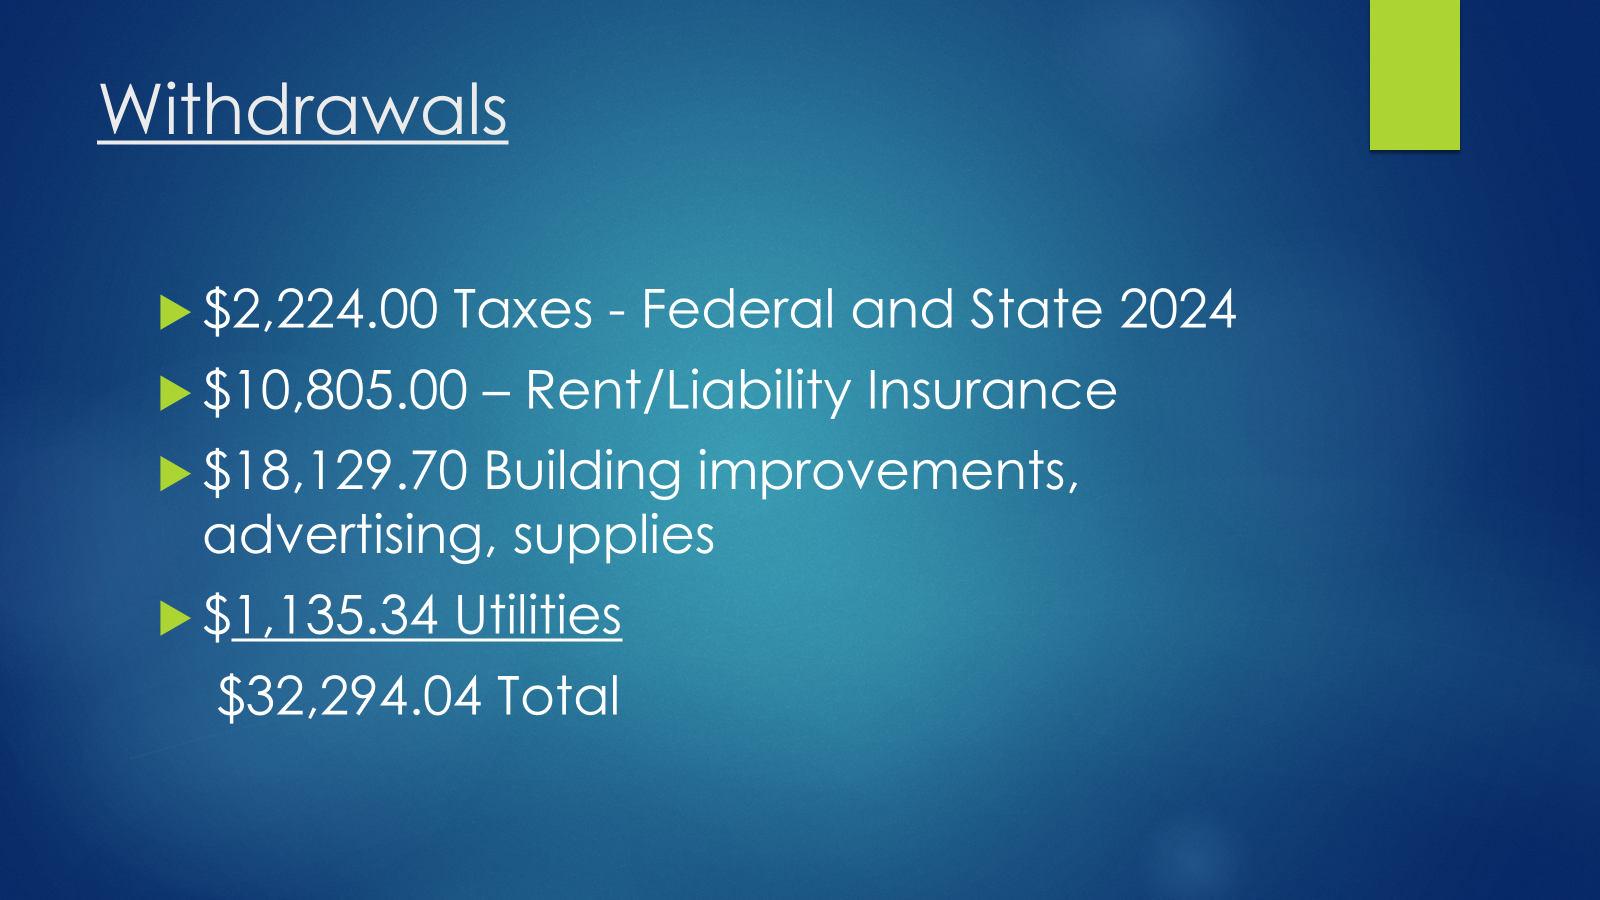 Withdrawals
$2,224.00 Taxes - Federal and State 2024
$10,805.00 – Rent/Liability Insurance
$18,129.70 Building improvements,
advertising, supplies
$1,135.34 Utilities
$32,294.04 Total